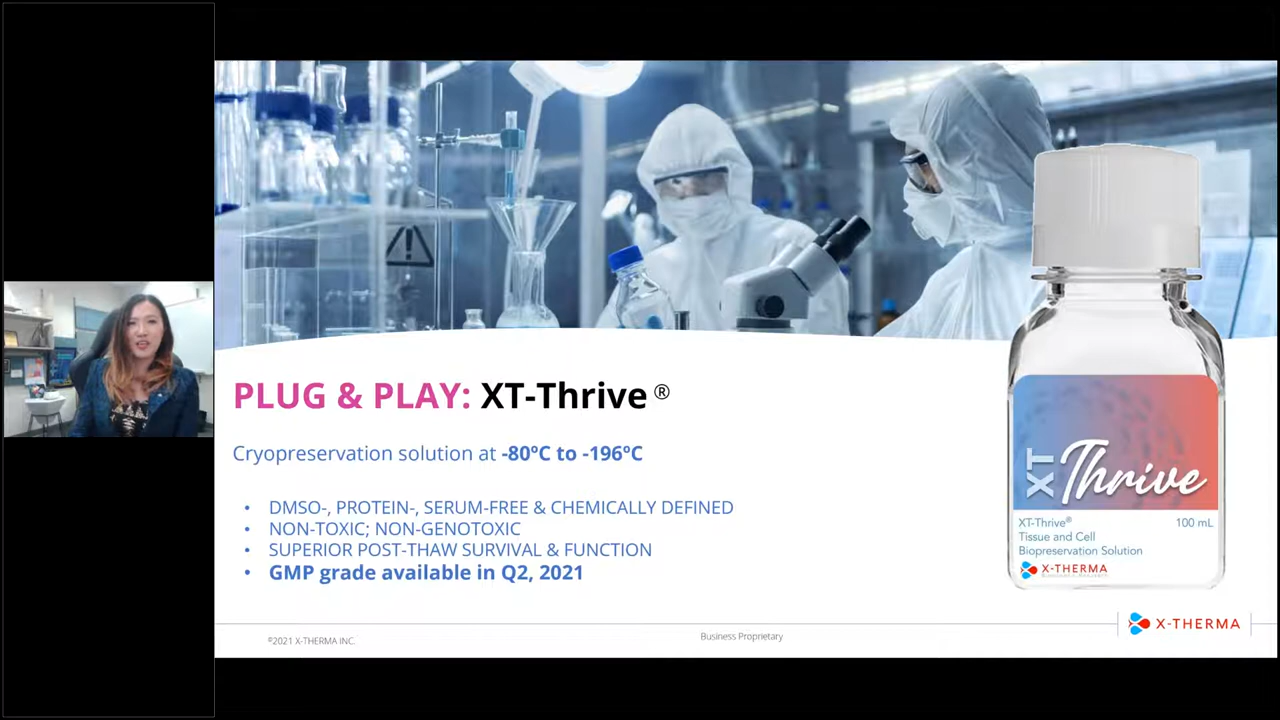 PLUG & PLAY: XT-Thrive ®
Cryopreservation solution at -80ºC to -196ºC
• DMSO-, PROTEIN-, SERUM-FREE & CHEMICALLY DEFINED
• NON-TOXIC; NON-GENOTOXIC
• SUPERIOR POST-THAW SURVIVAL & FUNCTION
• GMP grade available in Q2, 2021
XT Thrive
XT-Thrive® 100 mL
Tissue and Cell
Biopreservation Solution
X-THERMA
©2021 X-THERMA INC.
Business Proprietary
X-THERMA